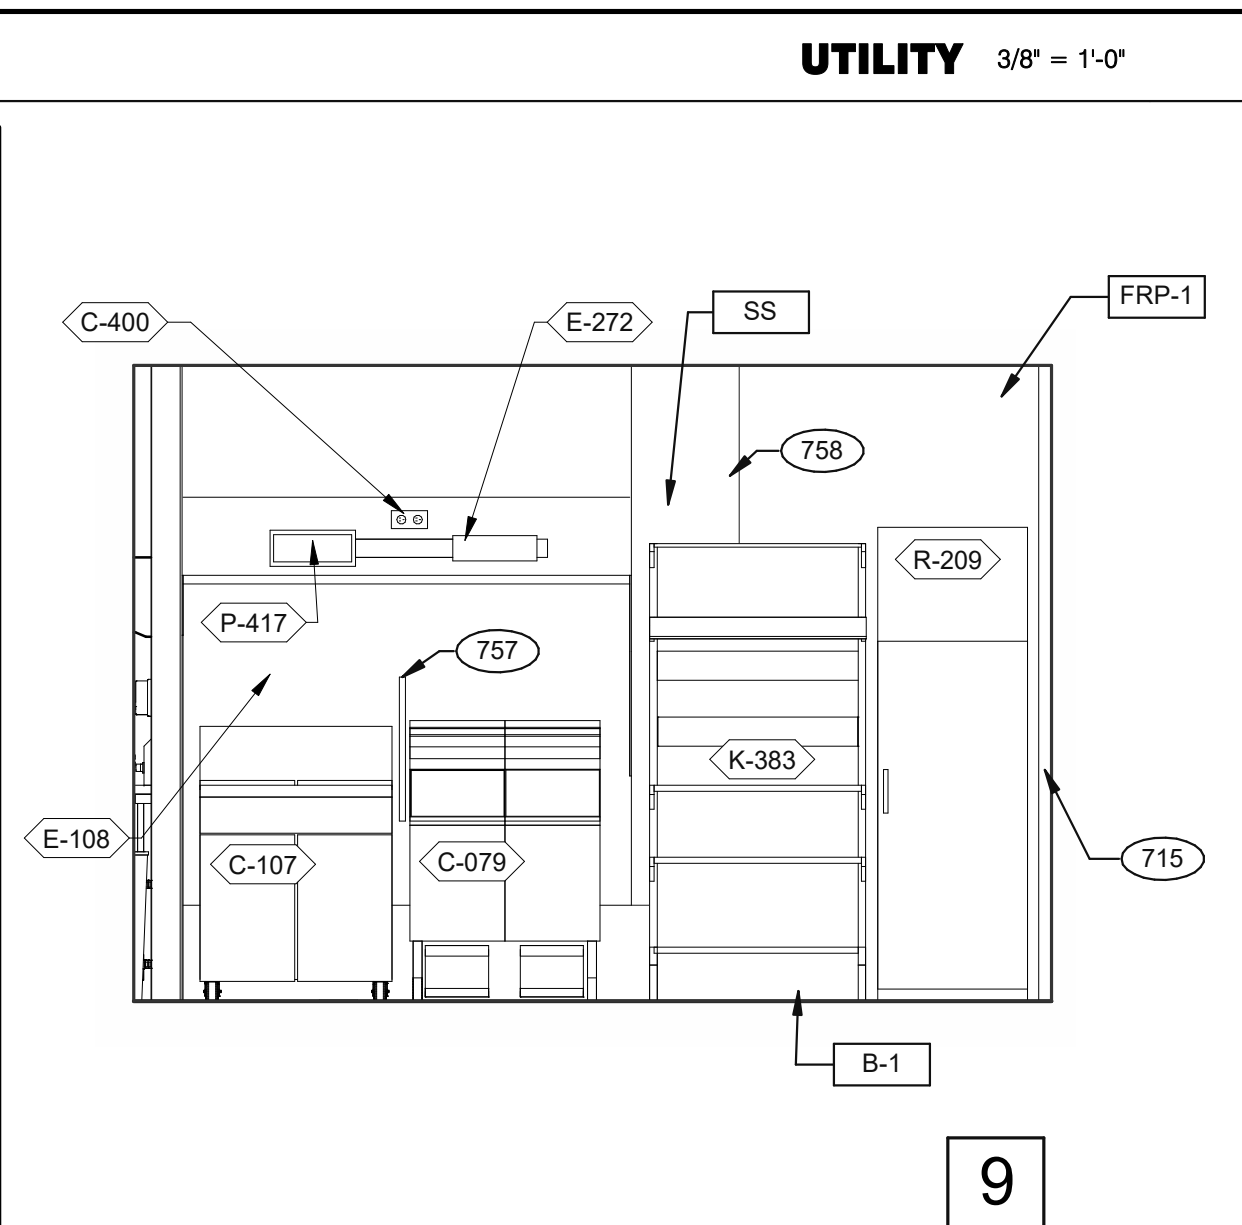 UTILITY 3/8" = 1'-0"
FRP-1
SS
C-400
E-272
758
R-209
P-417
757
K-383
E-108
C-107
C-079
715
B-1
9